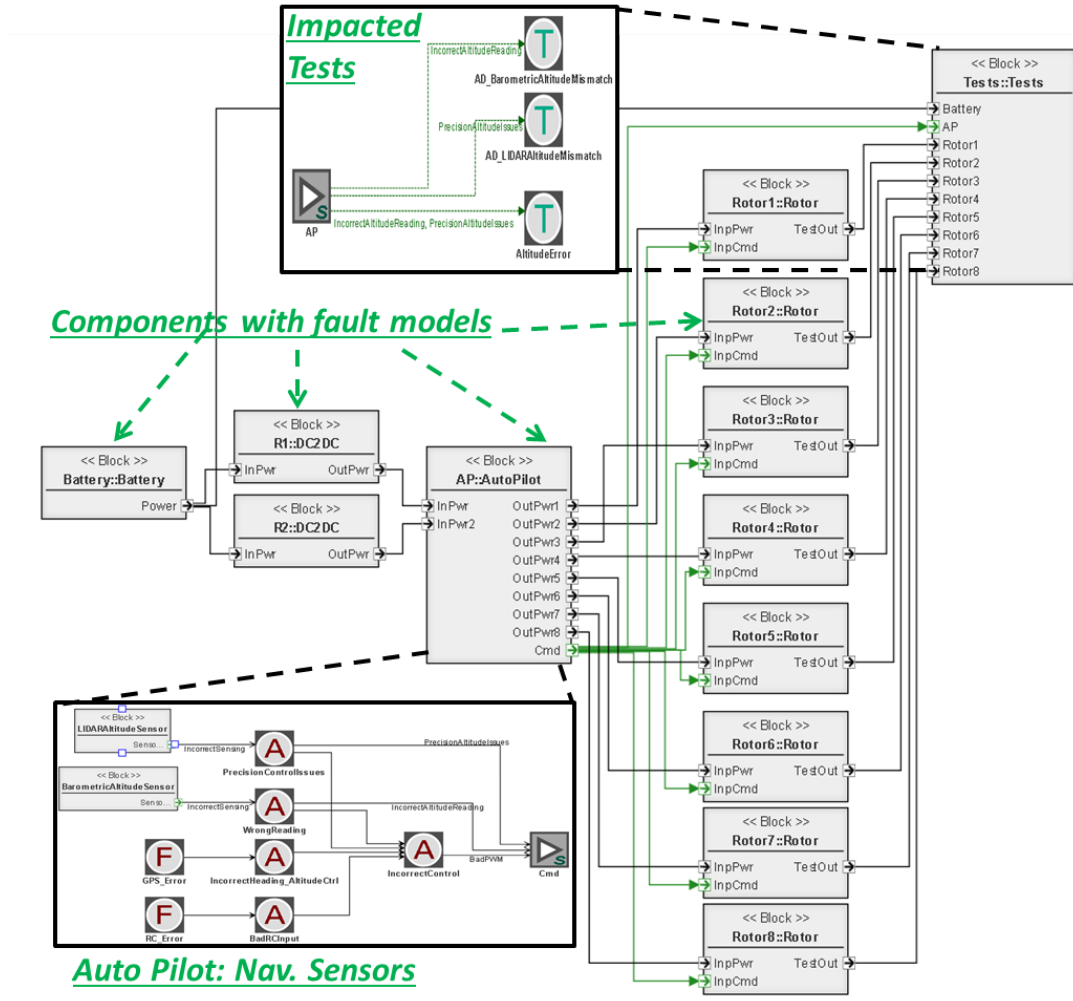 Impacted
Tests
IncorrectAltitudeReading
AD_BarometricAltitudeMismatch
PrecisionAltitudeIssues
AD_LIDARAltitudeMismatch
AP
S
T
T
T
IncorrectAltitudeReading, PrecisionAltitudeIssues
AltitudeError
<< Block >>
Tests::Tests
Battery
AP
Rotor1
Rotor2
Rotor3
Rotor4
Rotor5
Rotor6
Rotor7
Rotor8
Components with fault models
<< Block >>
Battery::Battery
Power
<< Block >>
R1::DC2DC
InPwr OutPwr
<< Block >>
R2::DC2DC
InPwr OutPwr
<< Block >>
AP::AutoPilot
InPwr OutPwr1
InPwr2 OutPwr2
OutPwr3
OutPwr4
OutPwr5
OutPwr6
OutPwr7
OutPwr8
Cmd
<< Block >>
Rotor1::Rotor
InpPwr TestOut
InpCmd
<< Block >>
Rotor2::Rotor
InpPwr TestOut
InpCmd
<< Block >>
Rotor3::Rotor
InpPwr TestOut
InpCmd
<< Block >>
Rotor4::Rotor
InpPwr TestOut
InpCmd
<< Block >>
Rotor5::Rotor
InpPwr TestOut
InpCmd
<< Block >>
Rotor6::Rotor
InpPwr TestOut
InpCmd
<< Block >>
Rotor7::Rotor
InpPwr TestOut
InpCmd
<< Block >>
Rotor8::Rotor
InpPwr TestOut
InpCmd
<< Block >>
LIDARAltitudeSensor
Senso...
IncorrectSensing
A
PrecisionControlIssues
PrecisionAltitudeIssues
<< Block >>
BarometricAltitudeSensor
Senso...
IncorrectSensing
A
WrongReading
IncorrectAltitudeReading
F
GPS_Error
A
IncorrectHeading_AltitudeCtrl
A
IncorrectControl
BadPWM
S
Cmd
F
RC_Error
A
BadRCInput
Auto Pilot: Nav. Sensors